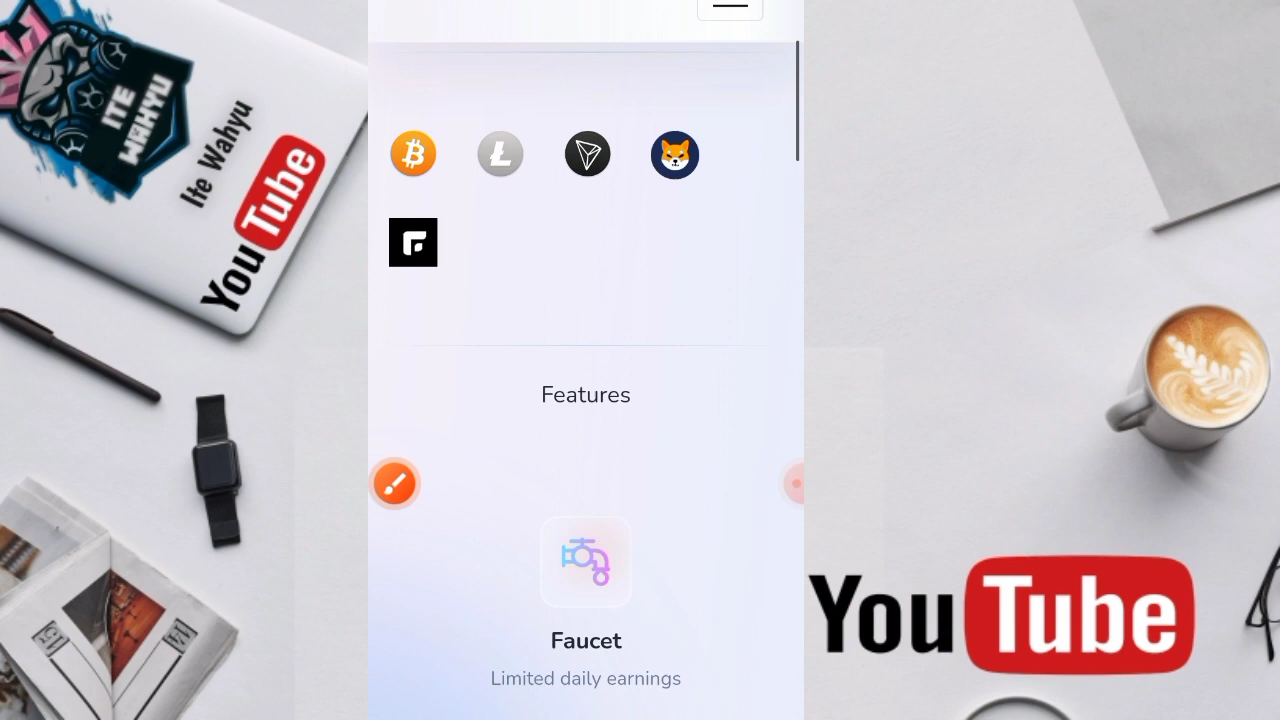 ITE
WAHYU
Ite Wahyu
YouTube
Features
Faucet
Limited daily earnings
YouTube